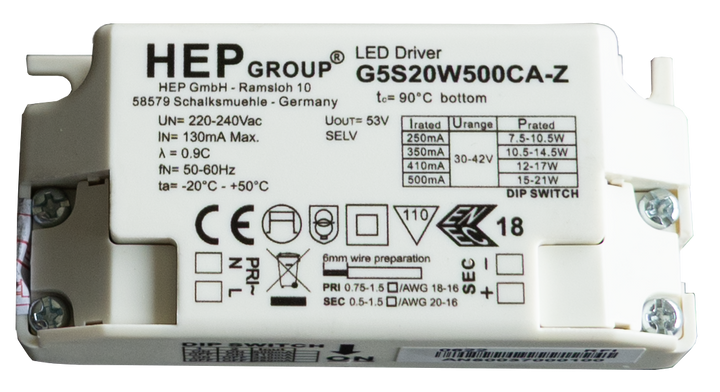 HEP GROUP®
HEP GmbH - Ramsloh 10
58579 Schalksmuehle - Germany
LED Driver
G5S20W500CA-Z
tc= 90°C bottom
UN= 220-240Vac
IN= 130mA Max.
λ = 0.9C
fN= 50-60Hz
ta= -20°C - +50°C
UOUT= 53V
SELV
Irated Urange Prated
250mA 30-42V 7.5-10.5W
350mA 10.5-14.5W
410mA 12-17W
500mA 15-21W
DIP SWITCH
CE 110 ENEC 18
N
L
PRI~
6mm wire preparation
PRI 0.75-1.5 □/AWG 18-16
SEC 0.5-1.5 □/AWG 20-16
SEC
−
+
DIP SWITCH
ON